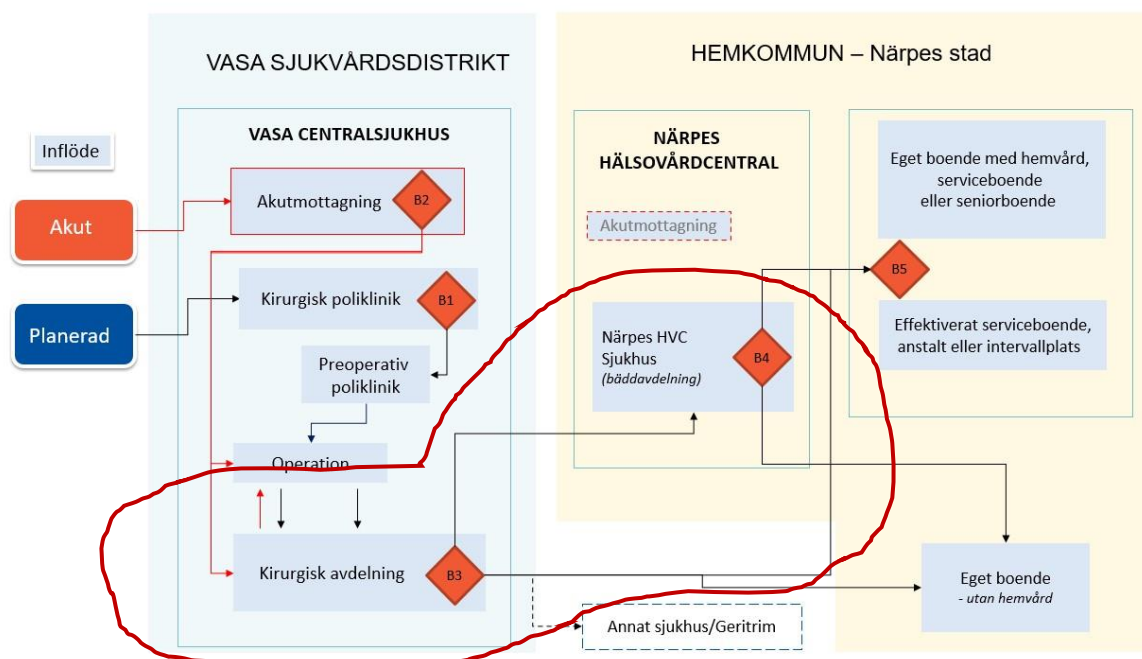 VASA SJUKVÅRDSDISTRIKT
HEMKOMMUN – Närpes stad
Inflöde
Akut
Planerad
VASA CENTRALSJUKHUS
Akutmottagning
B2
Kirurgisk poliklinik
B1
Preoperativ
poliklinik
Operation
Kirurgisk avdelning
B3
NÄRPES
HÄLSOVÅRDCENTRAL
Akutmottagning
Närpes HVC
Sjukhus
(bäddavdelning)
B4
Eget boende med hemvård,
serviceboende
eller seniorboende
B5
Effektiverat serviceboende,
anstalt eller intervallplats
Eget boende
- utan hemvård
Annat sjukhus/Geritrim